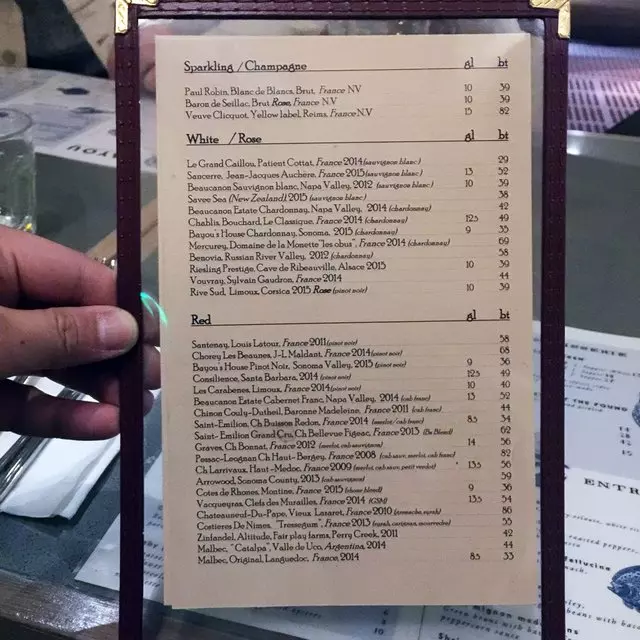 Sparkling / Champagne gl bt
Paul Robin, Blanc de Blancs, Brut, France NV 10 39
Baron de Seillac, Brut Rose, France N.V 10 39
Veuve Clicquot, Yellow label, Reims, France N.V 15 82
White / Rose gl bt
Le Grand Caillou, Patient Cottat, France 2014 (sauvignon blanc) 29
Sancerre, Jean-Jacques Auchère, France 2015 (sauvignon blanc) 13 52
Beaucanon Sauvignon blanc, Napa Valley, 2012 (sauvignon blanc) 10 39
Savee Sea (New Zealand) 2015 (sauvignon blanc) 38
Beaucanon Estate Chardonnay, Napa Valley, 2014 (chardonnay) 42
Chablis, Bouchard, Le Classique, France 2014 (chardonnay) 12.5 49
Bayou's House Chardonnay, Sonoma, 2015 (chardonnay) 9 35
Mercurey, Domaine de la Monette "les obus", France 2014 (chardonnay) 69
Benovia, Russian River Valley, 2012 (chardonnay) 58
Riesling Prestige, Cave de Ribeauville, Alsace 2015 10 39
Vouvray, Sylvain Gaudron, France 2014 44
Rive Sud, Limoux, Corsica 2015 Rose (pinot noir) 10 39
Red gl bt
Santenay, Louis Latour, France 2011 (pinot noir) 58
Chorey Les Beaunes, J-L Maldant, France 2014 (pinot noir) 68
Bayou's House Pinot Noir, Sonoma Valley, 2015 (pinot noir) 9 36
Consilience, Santa Barbara, 2014 (pinot noir) 12.5 49
Les Carabenes, Limoux, France 2014 (pinot noir) 10 40
Beaucanon Estate Cabernet Franc, Napa Valley, 2014 (cab franc) 13 52
Chinon Couly-Dutheil, Baronne Madeleine, France 2011 (cab franc) 44
Saint-Emilion, Ch Buisson Redon, France 2014 (merlot/cab franc) 8.5 34
Saint-Emilion Grand Cru, Ch Bellevue Figeac, France 2013 (Bx Blend) 62
Graves, Ch Bonnat, France 2012 (merlot, cab sauvignon) 14 56
Pessac-Leognan Ch Haut-Bergey, France 2008 (cab sauv, merlot, cab franc) 82
Ch Larrivaux, Haut-Medoc, France 2009 (merlot, cab sauv, petit verdot) 13.5 56
Arrowood, Sonoma County, 2013 (cab sauvignon) 59
Cotes de Rhones, Montine, France 2015 (rhone blend) 9 36
Vacqueyras, Clefs des Murailles, France 2014 (GSM) 13.5 54
Chateauneuf-Du-Pape, Vieux Lazaret, France 2010 (grenache, syrah) 86
Costieres De Nimes, "Tressegum", France 2013 (syrah, carignan, mourvedre) 55
Zinfandel, Altitude, Fair play farms, Perry Creek, 2011 42
Malbec, "Catalpa", Valle de Uco, Argentina, 2014 44
Malbec, Original, Languedoc, France, 2014 8.5 33